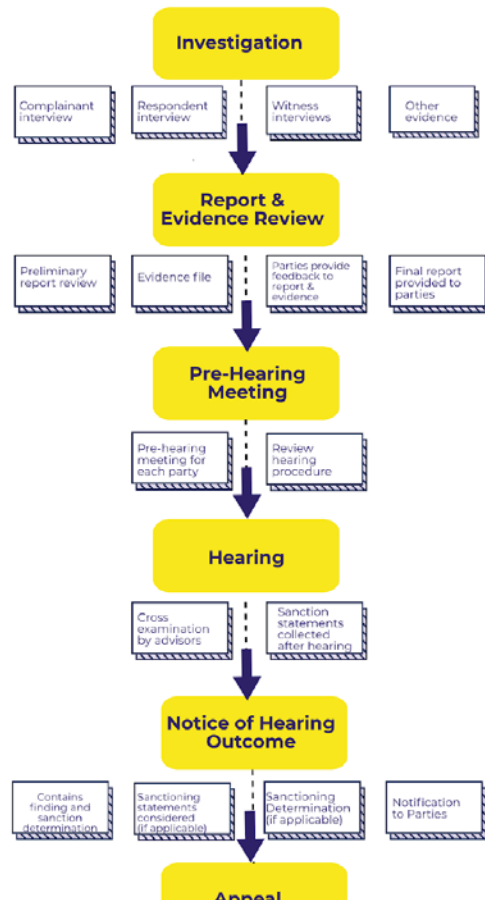 Investigation
Complainant
interview
Respondent
interview
Witness
interviews
Other
evidence
Report &
Evidence Review
Preliminary
report review
Evidence file
Parties provide
feedback to
report &
evidence
Final report
provided to
parties
Pre-Hearing
Meeting
Pre-hearing
meeting for
each party
Review
hearing
procedure
Hearing
Cross
examination
by advisors
Sanction
statements
collected
after hearing
Notice of Hearing
Outcome
Contains
finding and
sanction
determination
Sanctioning
statements
considered
(if applicable)
Sanctioning
Determination
(if applicable)
Notification
to Parties
Appeal